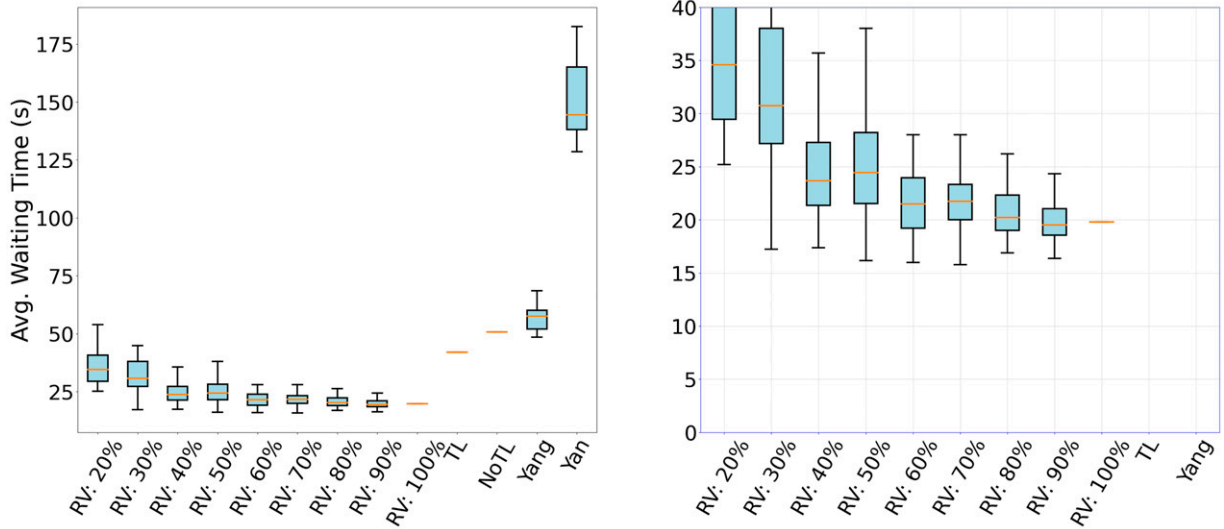 Avg. Waiting Time (s)
175
150
125
100
75
50
25
RV: 20%
RV: 30%
RV: 40%
RV: 50%
RV: 60%
RV: 70%
RV: 80%
RV: 90%
RV: 100%
TL
NoTL
Yang
Yan
40
35
30
25
20
15
10
5
0
RV: 20%
RV: 30%
RV: 40%
RV: 50%
RV: 60%
RV: 70%
RV: 80%
RV: 90%
RV: 100%
TL
Yang